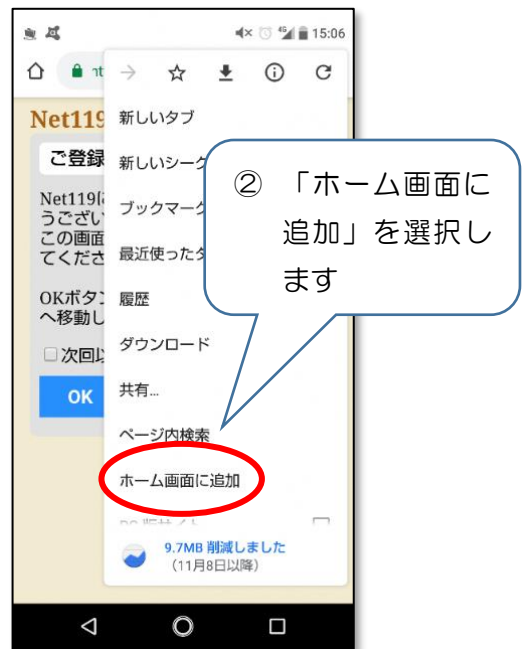 45 15:06
Net119
ご登録
Net119に
うござい
この画面
てくださ
OKボタン
へ移動し
次回以
OK
新しいタブ
新しいシーク
ブックマーク
最近使ったタ
履歴
ダウンロード
共有...
ページ内検索
ホーム画面に追加
9.7MB 削減しました
（11月8日以降）
② 「ホーム画面に
追加」を選択し
ます